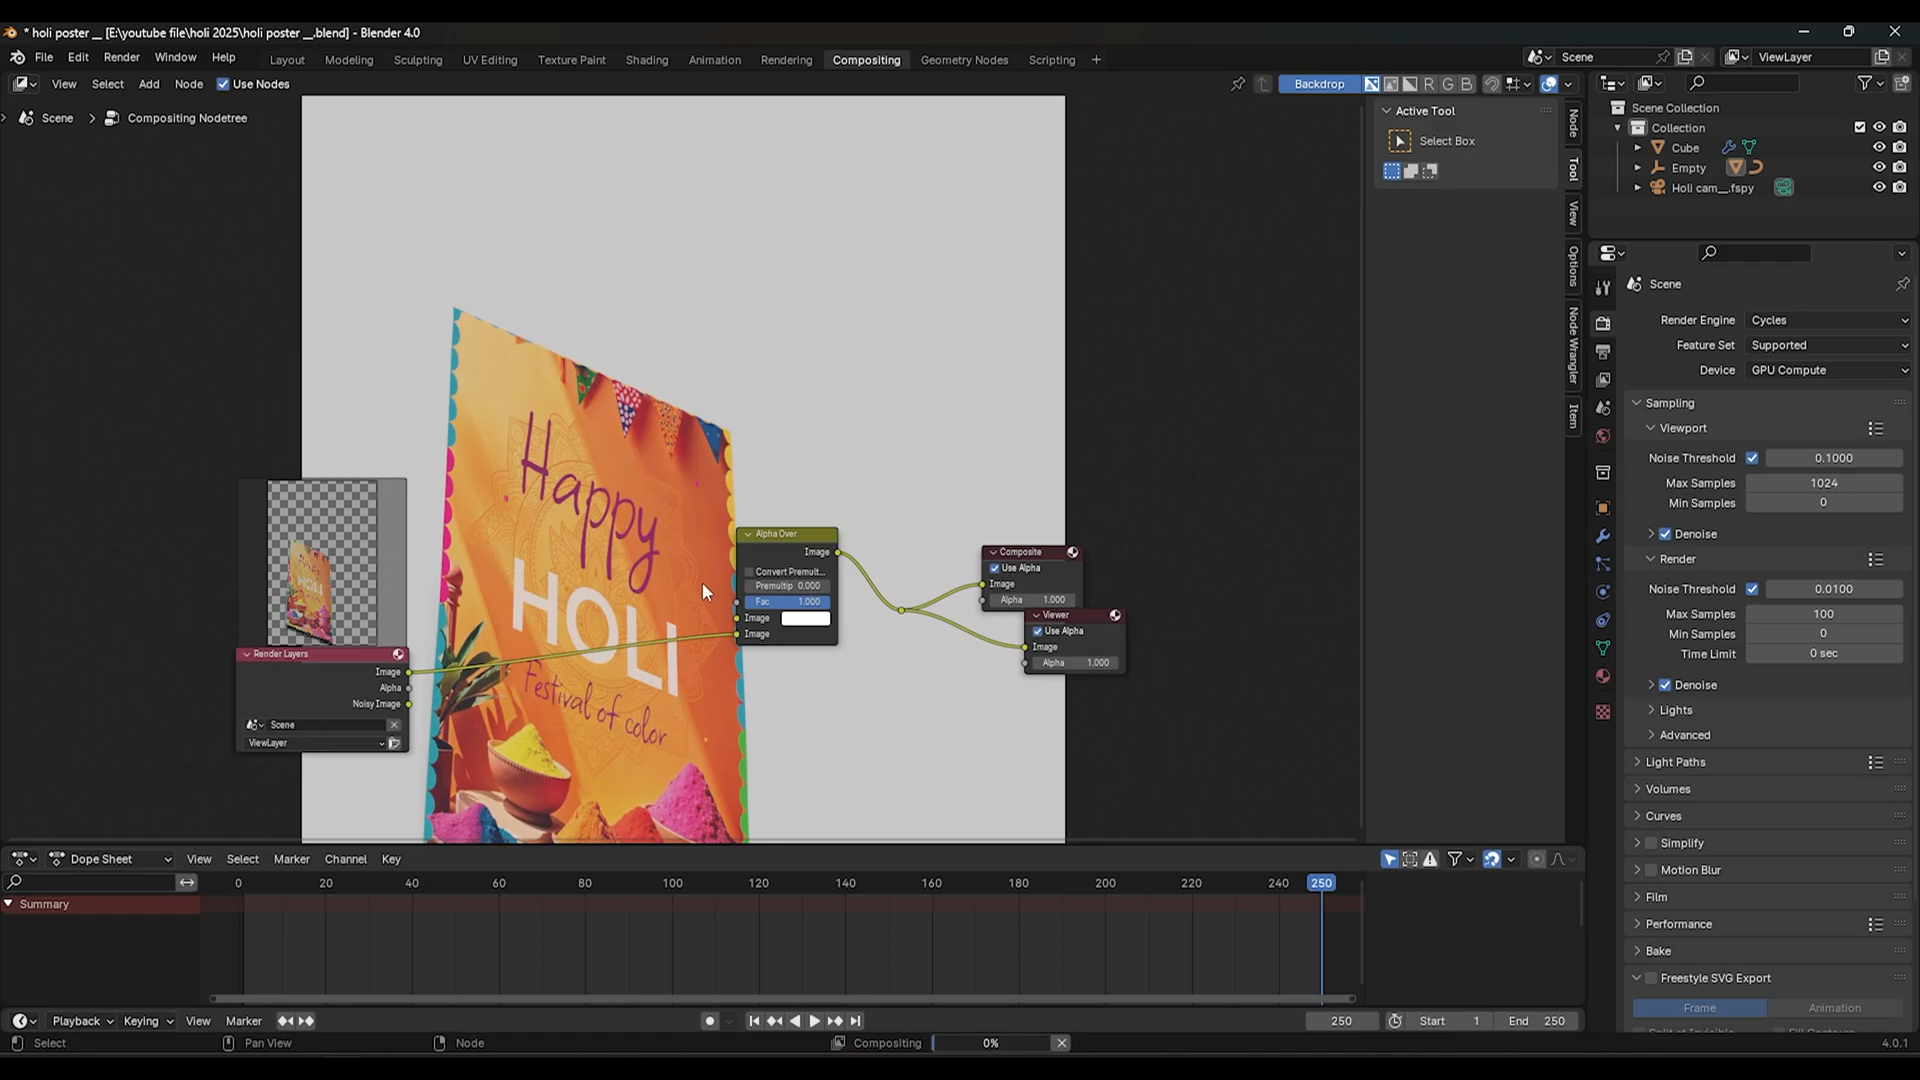 * holi poster __ [E:\youtube file\holi 2025\holi poster __.blend] - Blender 4.0
File Edit Render Window Help
Layout Modeling Sculpting UV Editing Texture Paint Shading Animation Rendering Compositing Geometry Nodes Scripting +
Scene
ViewLayer
View Select Add Node Use Nodes
Backdrop
R G B
Scene > Compositing Nodetree
Active Tool
Select Box
Node
Tool
View
Options
Node Wrangler
Item
Scene Collection
Collection
Cube
Empty
Holi cam__.fspy
Scene
Render Engine Cycles
Feature Set Supported
Device GPU Compute
Sampling
Viewport
Noise Threshold 0.1000
Max Samples 1024
Min Samples 0
Denoise
Render
Noise Threshold 0.0100
Max Samples 100
Min Samples 0
Time Limit 0 sec
Denoise
Lights
Advanced
Light Paths
Volumes
Curves
Simplify
Motion Blur
Film
Performance
Bake
Freestyle SVG Export
Frame Animation
Happy
HOLI
Festival of color
Render Layers
Image
Alpha
Noisy Image
Scene
ViewLayer
Alpha Over
Image
Convert Premult...
Premultip 0.000
Fac 1.000
Image
Image
Composite
Use Alpha
Image
Alpha 1.000
Viewer
Use Alpha
Image
Alpha 1.000
Dope Sheet View Select Marker Channel Key
0 20 40 60 80 100 120 140 160 180 200 220 240 250
Summary
Playback Keying View Marker
250 Start 1 End 250
Select Pan View Node Compositing 0% 4.0.1